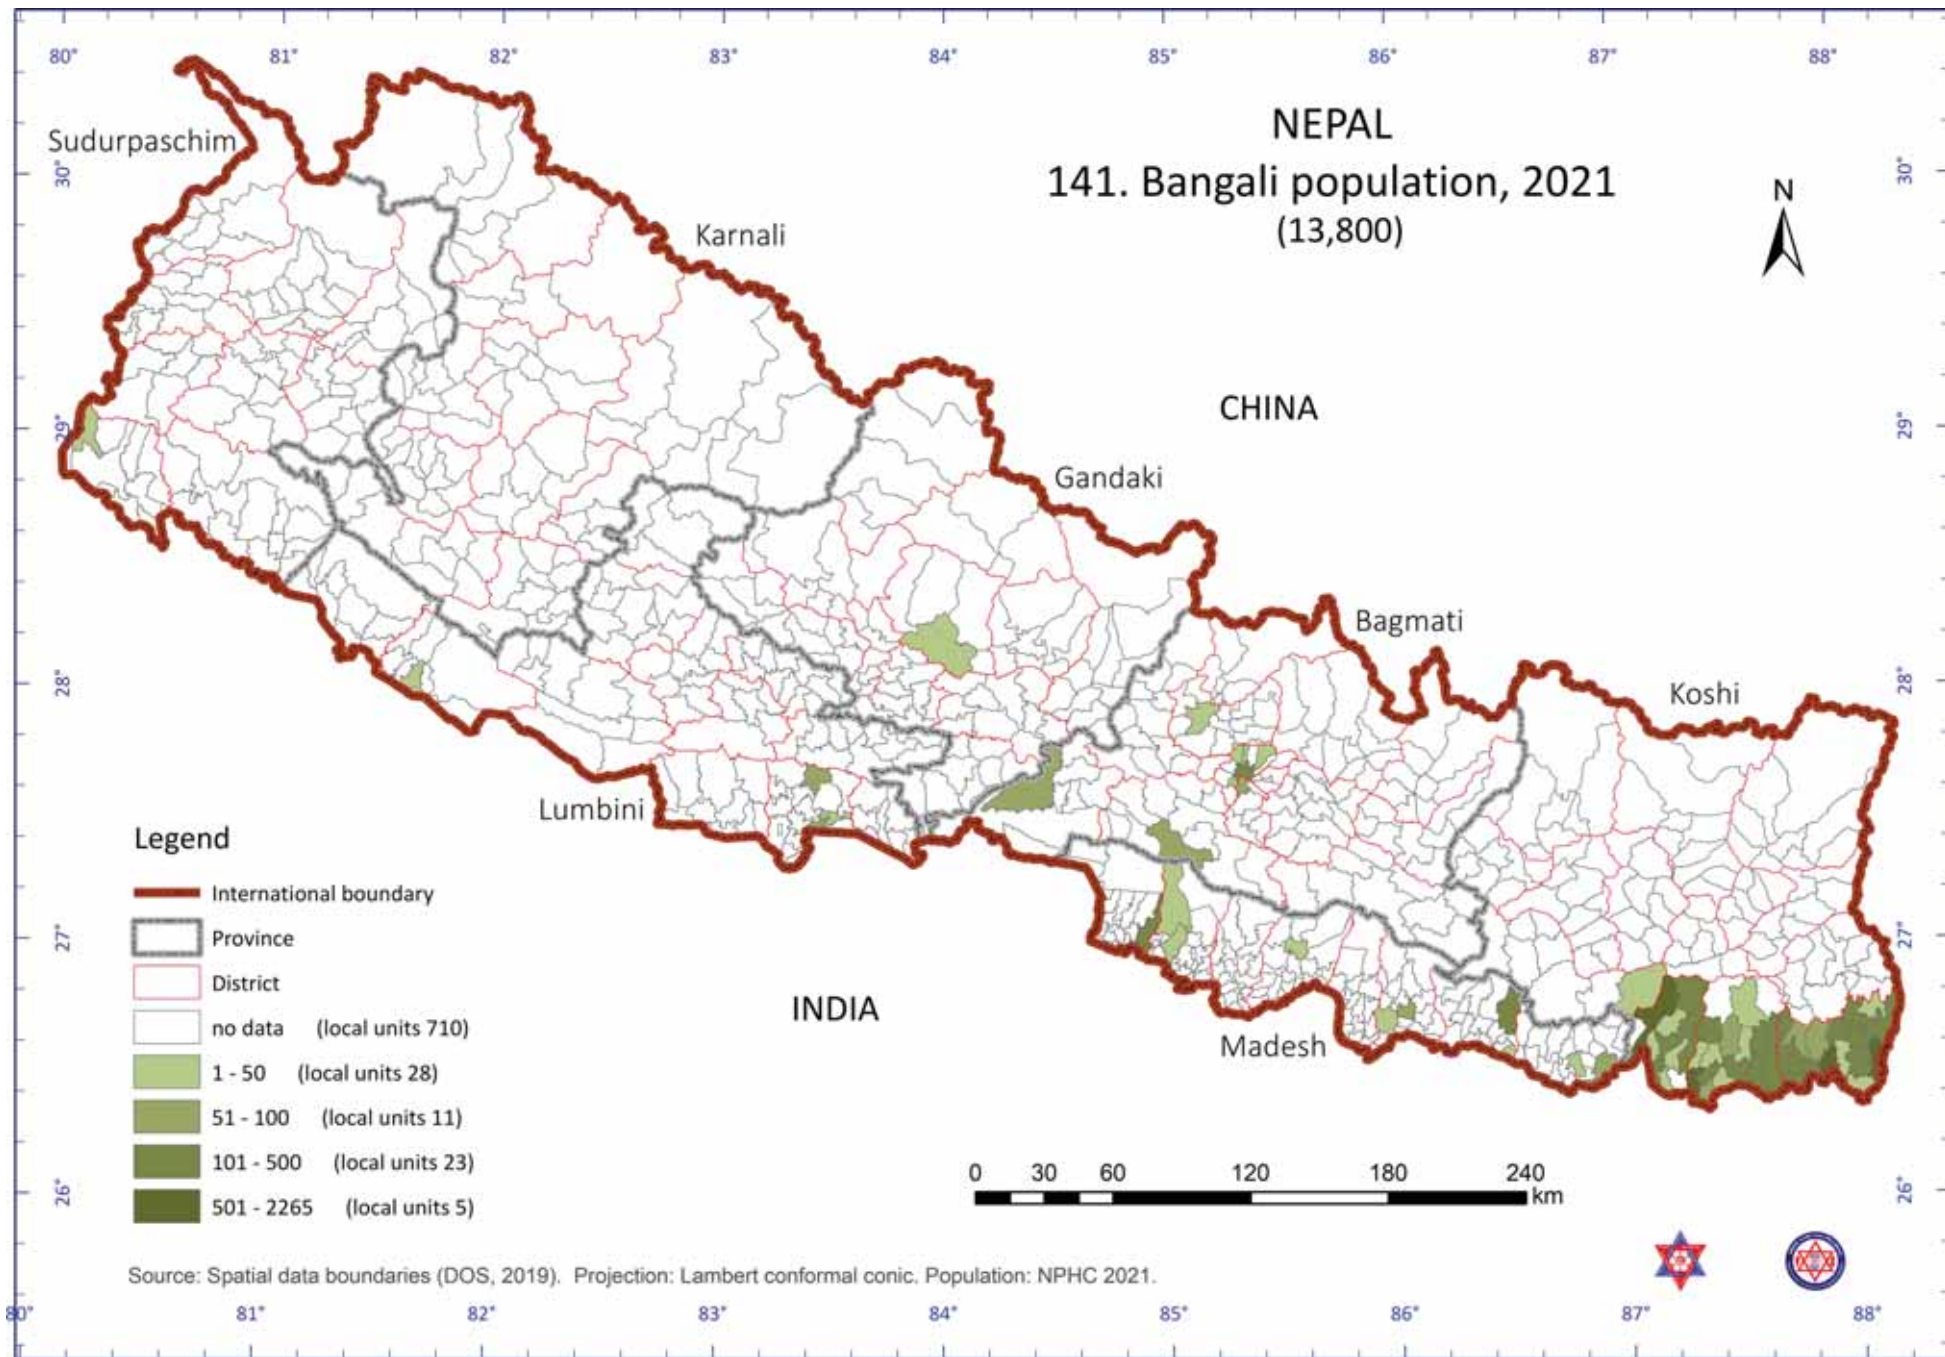 80° 81° 82° 83° 84° 85° 86° 87° 88°
NEPAL
141. Bangali population, 2021
(13,800)
N
Sudurpaschim
30° 30°
Karnali
CHINA
29° 29°
Gandaki
Bagmati
28° 28°
Koshi
Lumbini
Legend
International boundary
Province
27° 27°
District
INDIA
no data (local units 710)
Madesh
1 - 50 (local units 28)
51 - 100 (local units 11)
101 - 500 (local units 23)
0 30 60 120 180 240
km
26° 26°
501 - 2265 (local units 5)
Source: Spatial data boundaries (DOS, 2019). Projection: Lambert conformal conic. Population: NPHC 2021.
80° 81° 82° 83° 84° 85° 86° 87° 88°